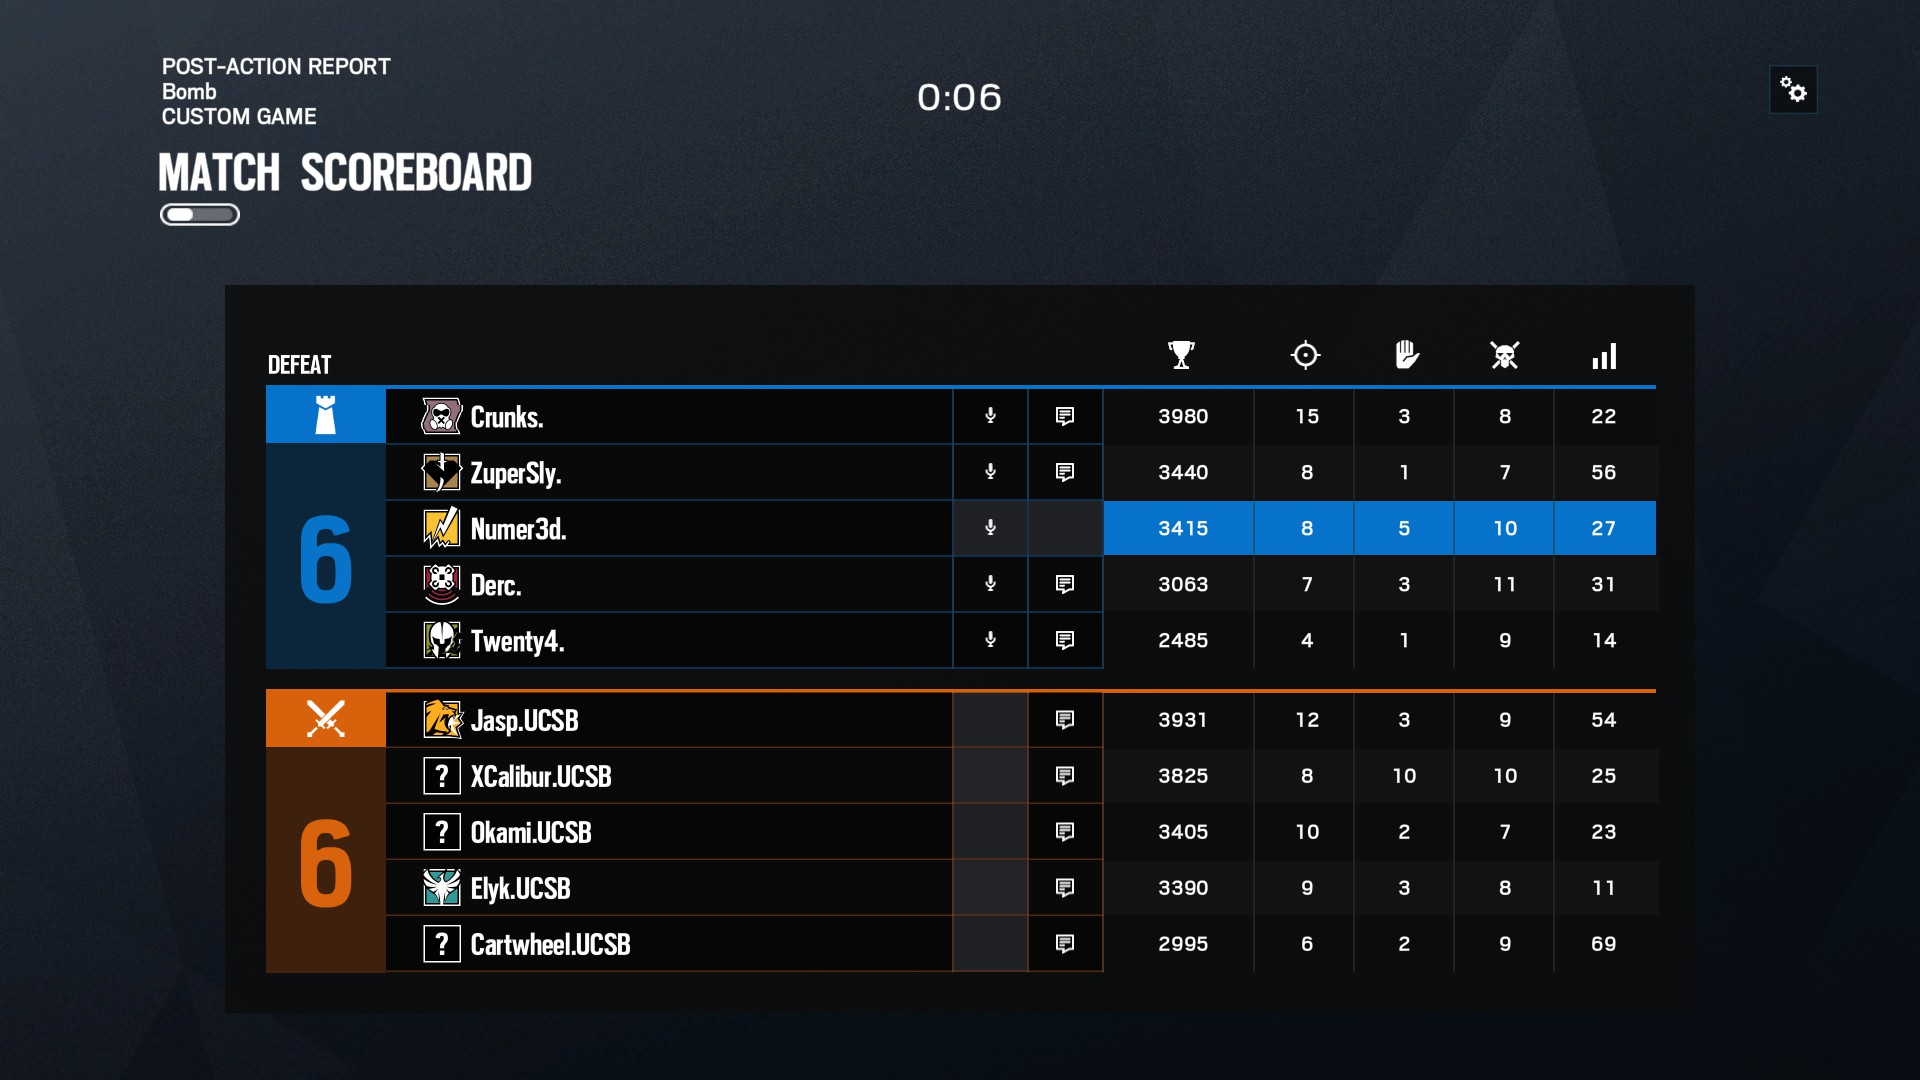 POST-ACTION REPORT
Bomb
CUSTOM GAME
0:06
MATCH SCOREBOARD
DEFEAT
Crunks. 3980 15 3 8 22
ZuperSly. 3440 8 1 7 56
6
Numer3d. 3415 8 5 10 27
Derc. 3063 7 3 11 31
Twenty4. 2485 4 1 9 14
Jasp.UCSB 3931 12 3 9 54
? XCalibur.UCSB 3825 8 10 10 25
6
? Okami.UCSB 3405 10 2 7 23
Elyk.UCSB 3390 9 3 8 11
? Cartwheel.UCSB 2995 6 2 9 69